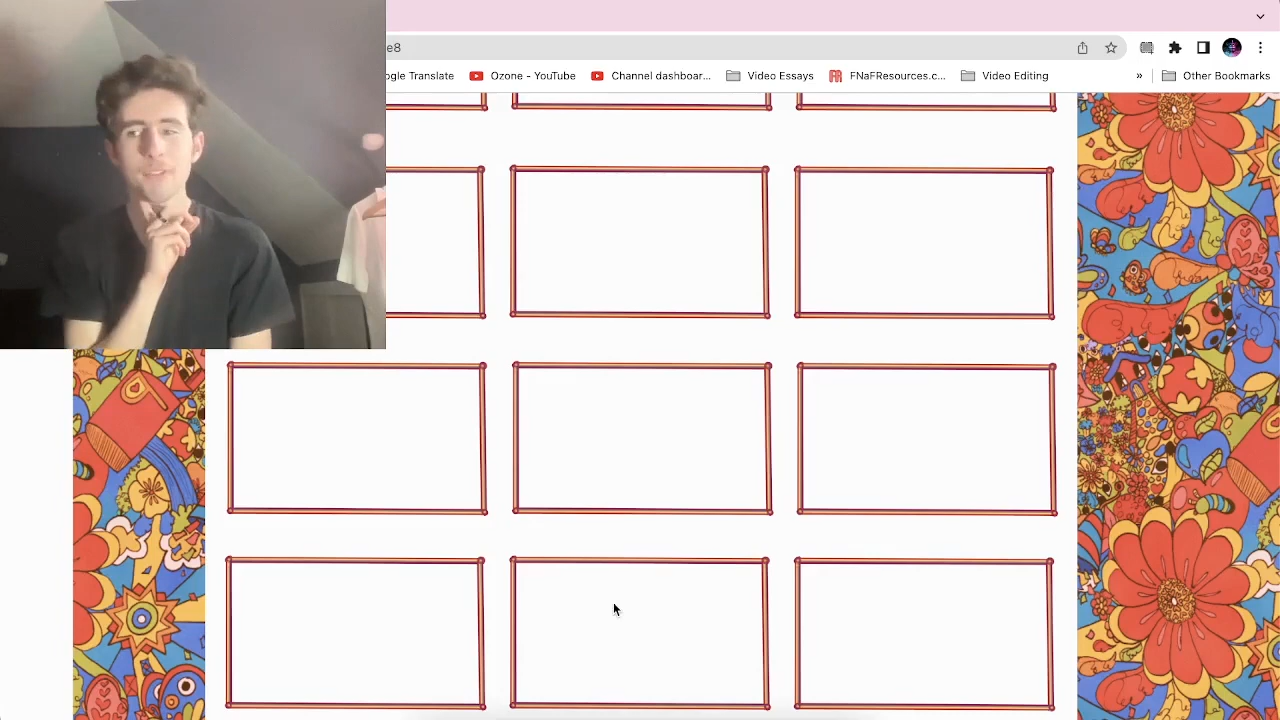 e8
ogle Translate
Ozone - YouTube
Channel dashboar...
Video Essays
FNaFResources.c...
Video Editing
»
Other Bookmarks